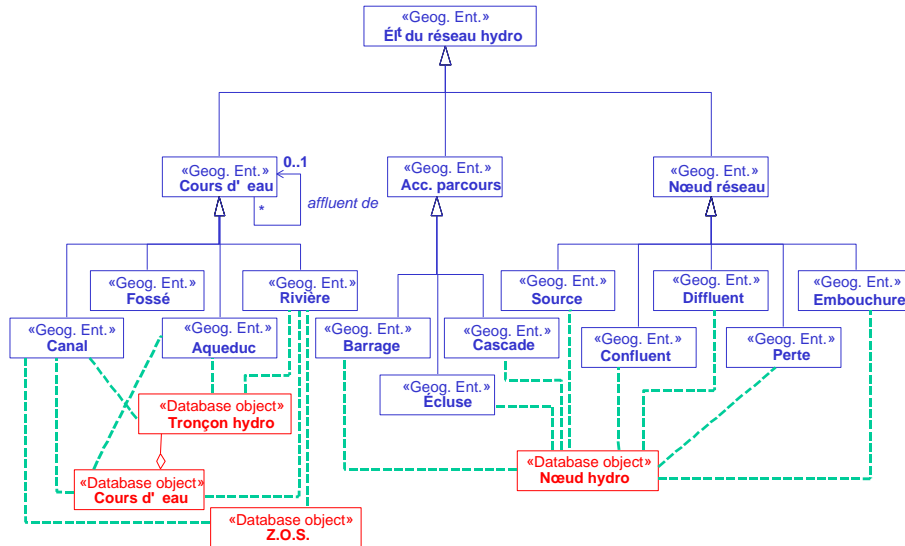 «Geog. Ent.»
Élt du réseau hydro
«Geog. Ent.»
Cours d' eau
0..1
*
affluent de
«Geog. Ent.»
Acc. parcours
«Geog. Ent.»
Nœud réseau
«Geog. Ent.»
Fossé
«Geog. Ent.»
Rivière
«Geog. Ent.»
Source
«Geog. Ent.»
Diffluent
«Geog. Ent.»
Embouchure
«Geog. Ent.»
Canal
«Geog. Ent.»
Aqueduc
«Geog. Ent.»
Barrage
«Geog. Ent.»
Cascade
«Geog. Ent.»
Confluent
«Geog. Ent.»
Perte
«Geog. Ent.»
Écluse
«Database object»
Tronçon hydro
«Database object»
Nœud hydro
«Database object»
Cours d' eau
«Database object»
Z.O.S.